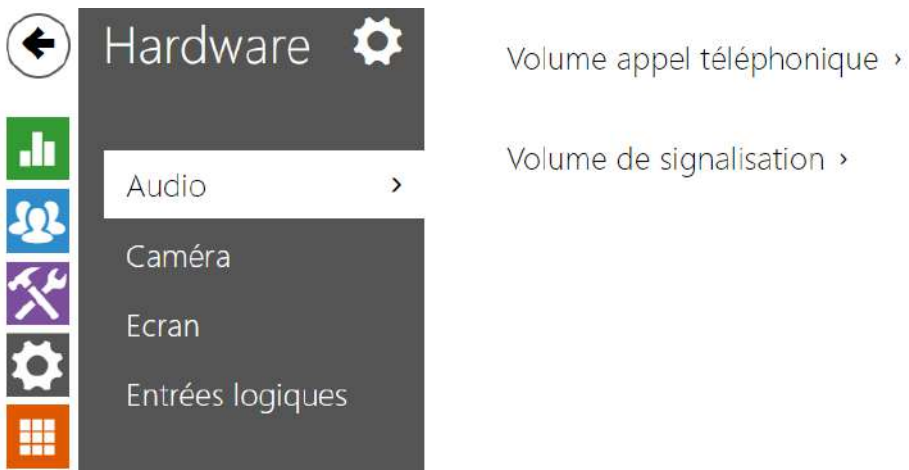 Hardware
Audio
Caméra
Ecran
Entrées logiques
Volume appel téléphonique
Volume de signalisation